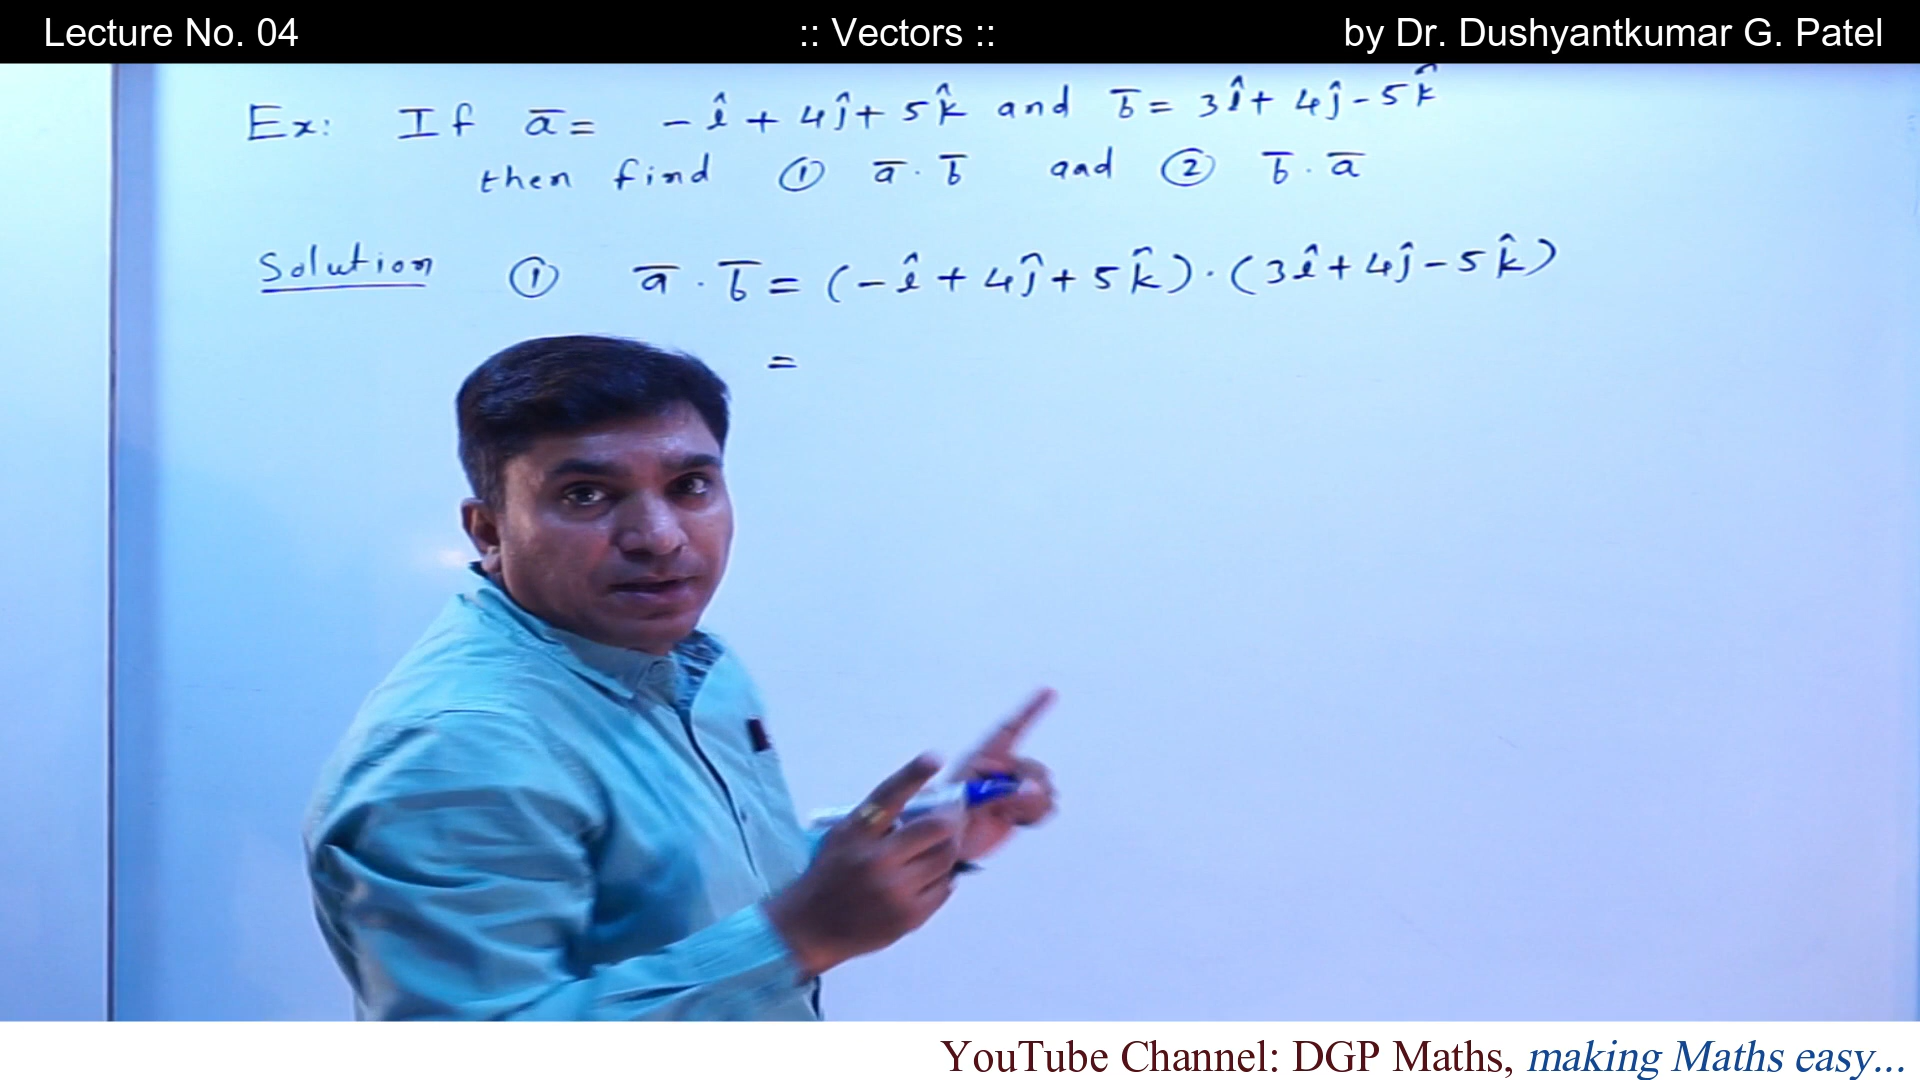 Lecture No. 04 :: Vectors :: by Dr. Dushyantkumar G. Patel
Ex: If a̅ = -î + 4ĵ + 5k̂ and b̅ = 3î + 4ĵ - 5k̂
then find ① a̅ . b̅ and ② b̅ . a̅
Solution ① a̅ . b̅ = (-î + 4ĵ + 5k̂) . (3î + 4ĵ - 5k̂)
=
YouTube Channel: DGP Maths, making Maths easy...